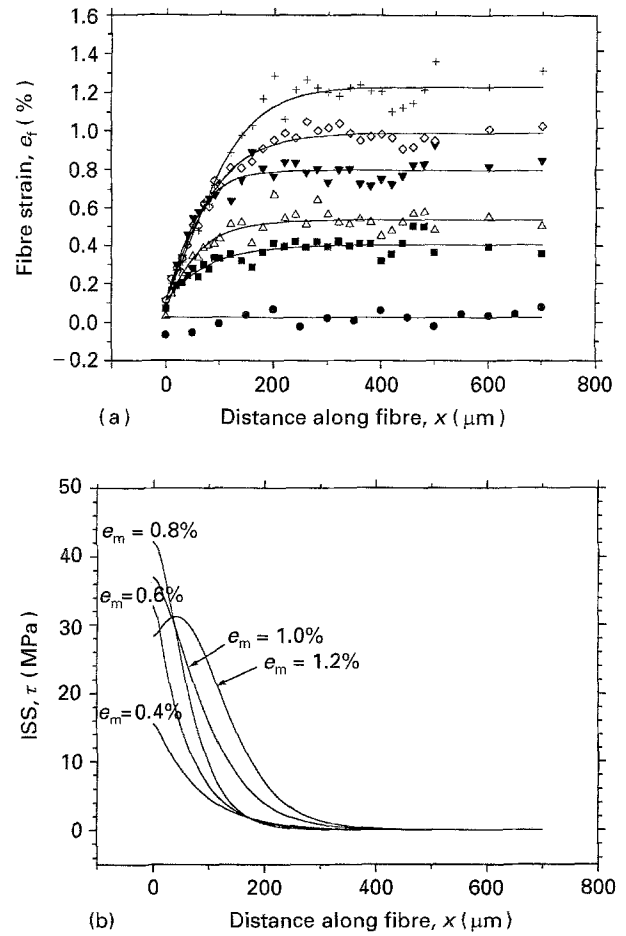 1.6
1.4
1.2
1.0
0.8
0.6
0.4
0.2
0.0
−0.2
Fibre strain, e_f (%)
0 200 400 600 800
(a) Distance along fibre, x (μm)
50
40
30
20
10
0
ISS, τ (MPa)
e_m = 0.8%
e_m=0.6%
e_m = 1.0%
e_m = 1.2%
e_m=0.4%
0 200 400 600 800
(b) Distance along fibre, x (μm)